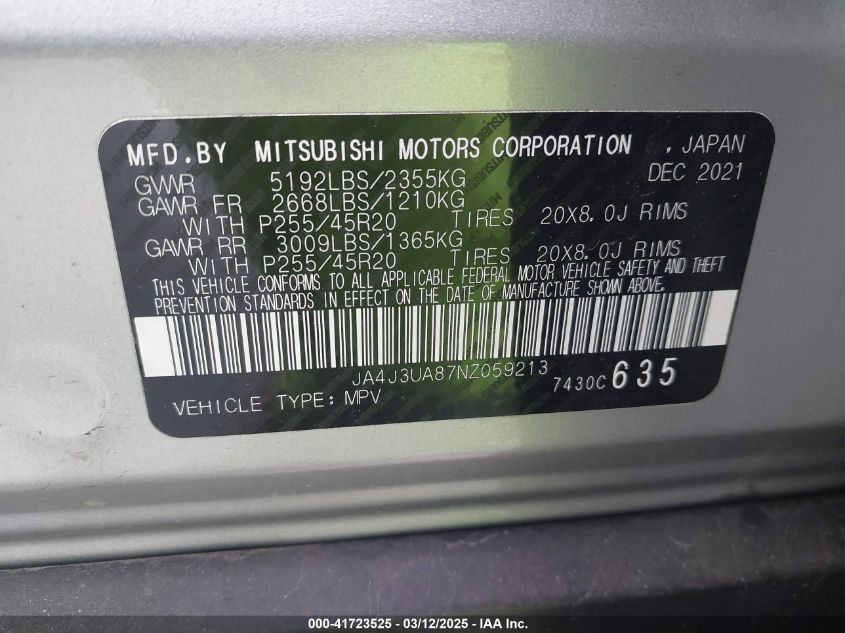 MFD.BY MITSUBISHI MOTORS CORPORATION , JAPAN
GVWR 5192LBS/2355KG DEC 2021
GAWR FR 2668LBS/1210KG
WITH P255/45R20 TIRES 20X8.0J RIMS
GAWR RR 3009LBS/1365KG
WITH P255/45R20 TIRES 20X8.0J RIMS
THIS VEHICLE CONFORMS TO ALL APPLICABLE FEDERAL MOTOR VEHICLE SAFETY AND THEFT
PREVENTION STANDARDS IN EFFECT ON THE DATE OF MANUFACTURE SHOWN ABOVE.
JA4J3UA87NZ059213 7430C 635
VEHICLE TYPE: MPV
000-41723525 - 03/12/2025 - IAA Inc.